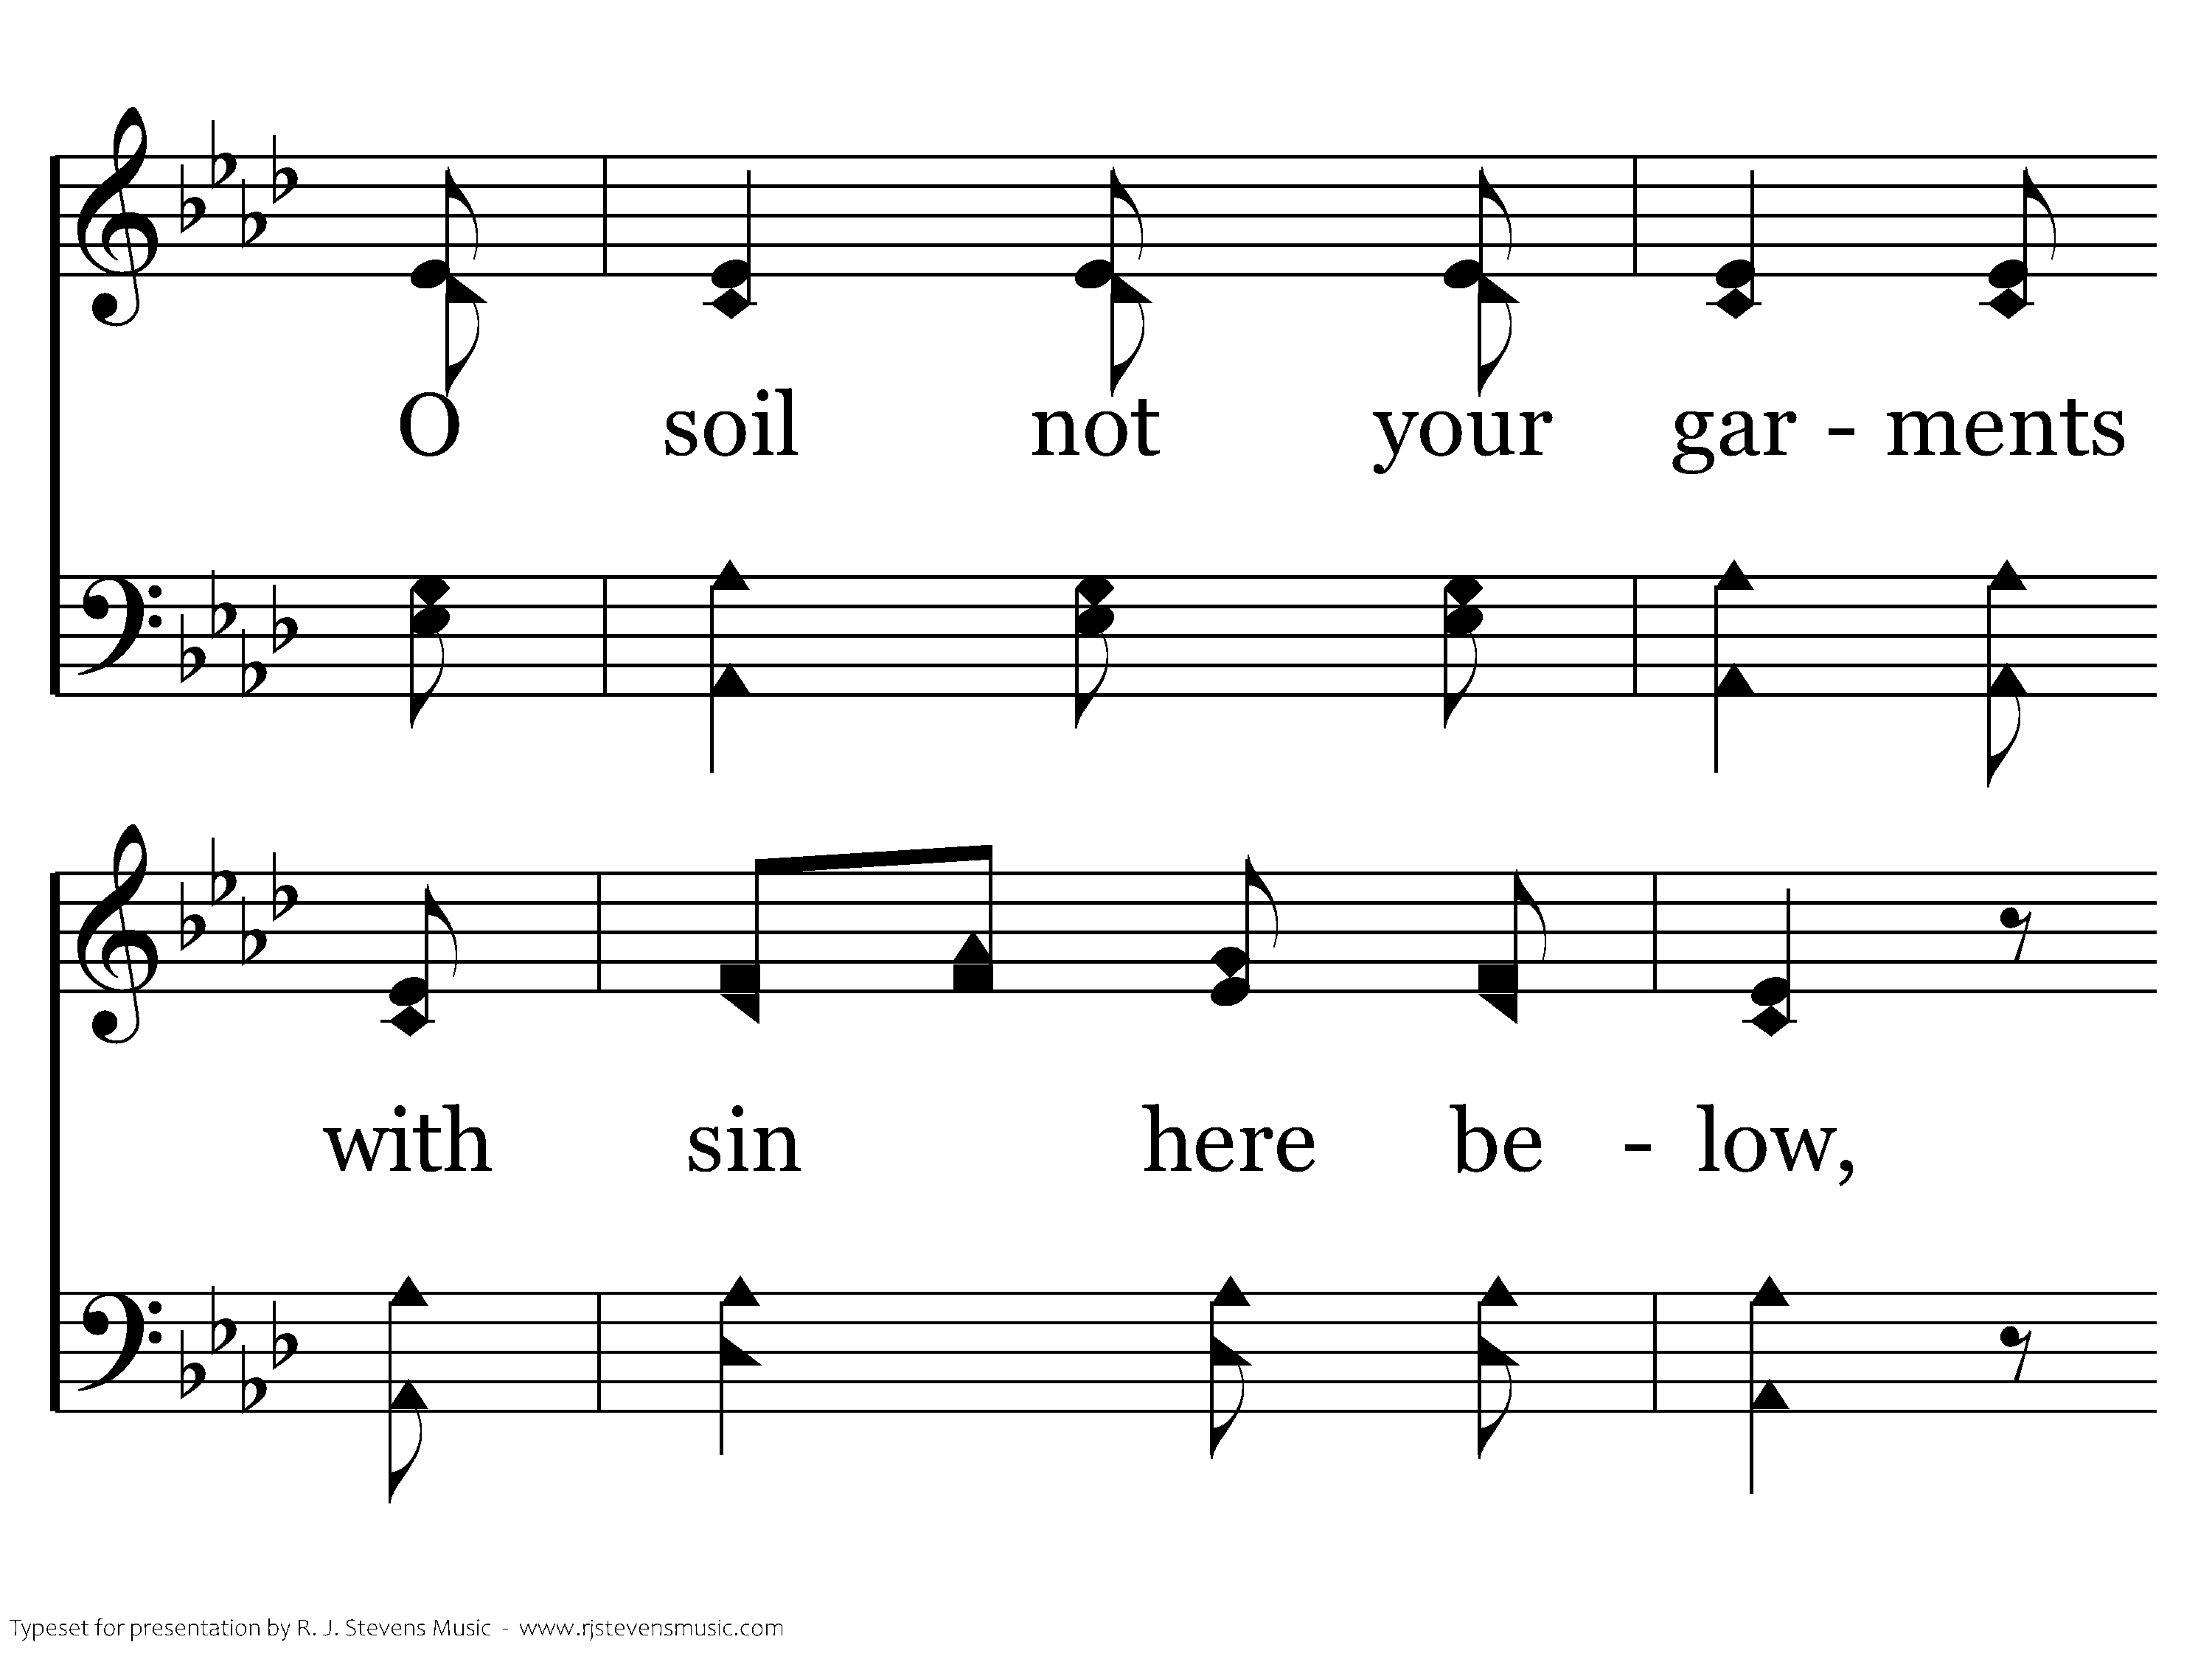 O soil not your gar - ments
with sin here be - low,
Typeset for presentation by R. J. Stevens Music - www.rjstevensmusic.com